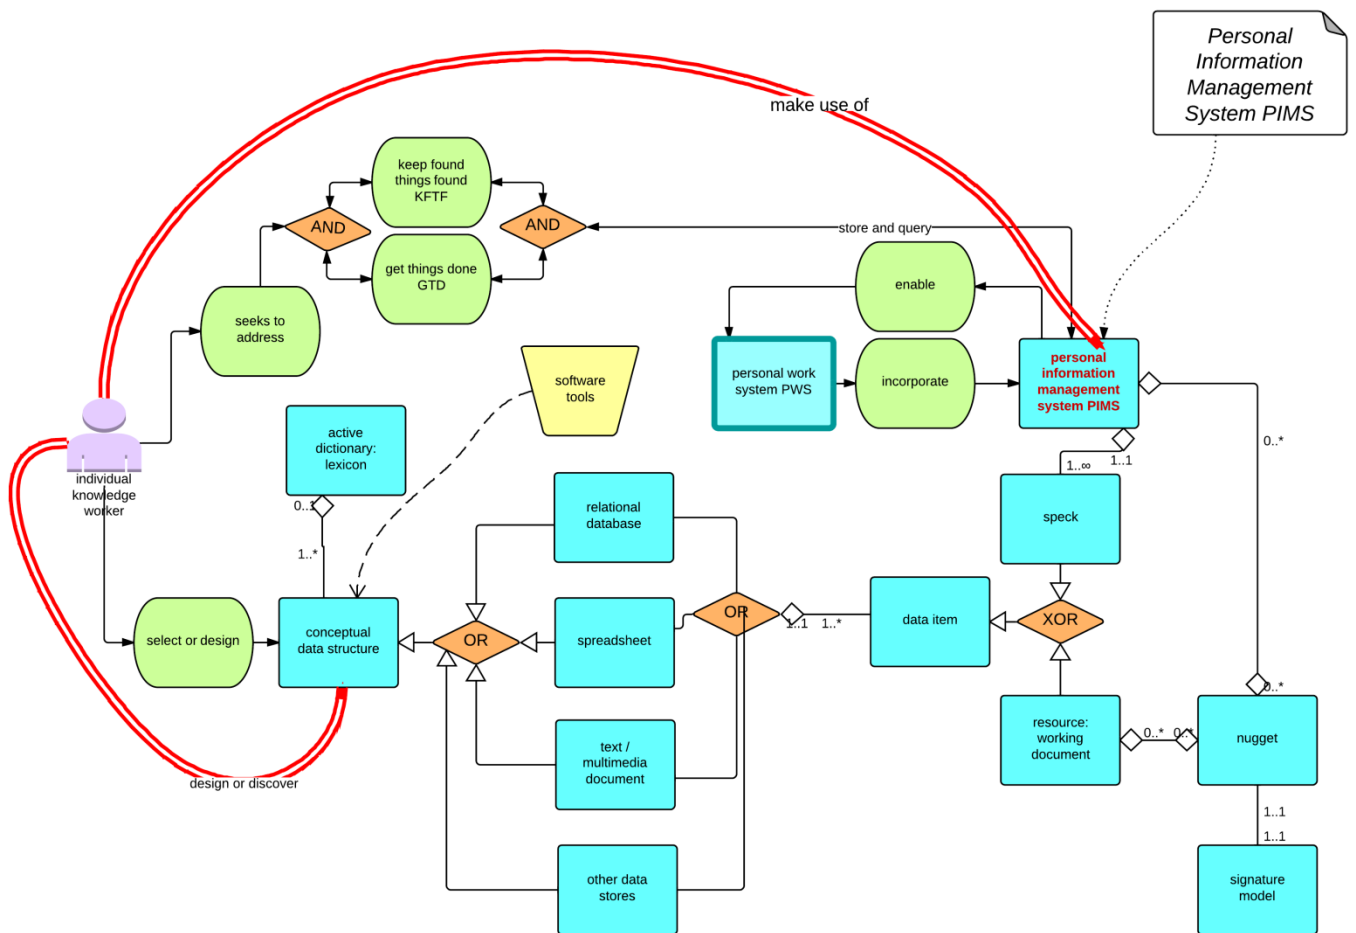 Personal
Information
Management
System PIMS
make use of
keep found
things found
KFTF
AND
AND
store and query
get things done
GTD
enable
seeks to
address
personal work
system PWS
incorporate
personal
information
management
system PIMS
software
tools
active
dictionary:
lexicon
0..*
1..1
1..∞
individual
knowledge
worker
0..1
relational
database
speck
1..*
select or design
conceptual
data structure
OR
spreadsheet
OR
1..1
1..*
data item
XOR
0..*
text /
multimedia
document
resource:
working
document
0..*
0..*
nugget
design or discover
1..1
1..1
other data
stores
signature
model